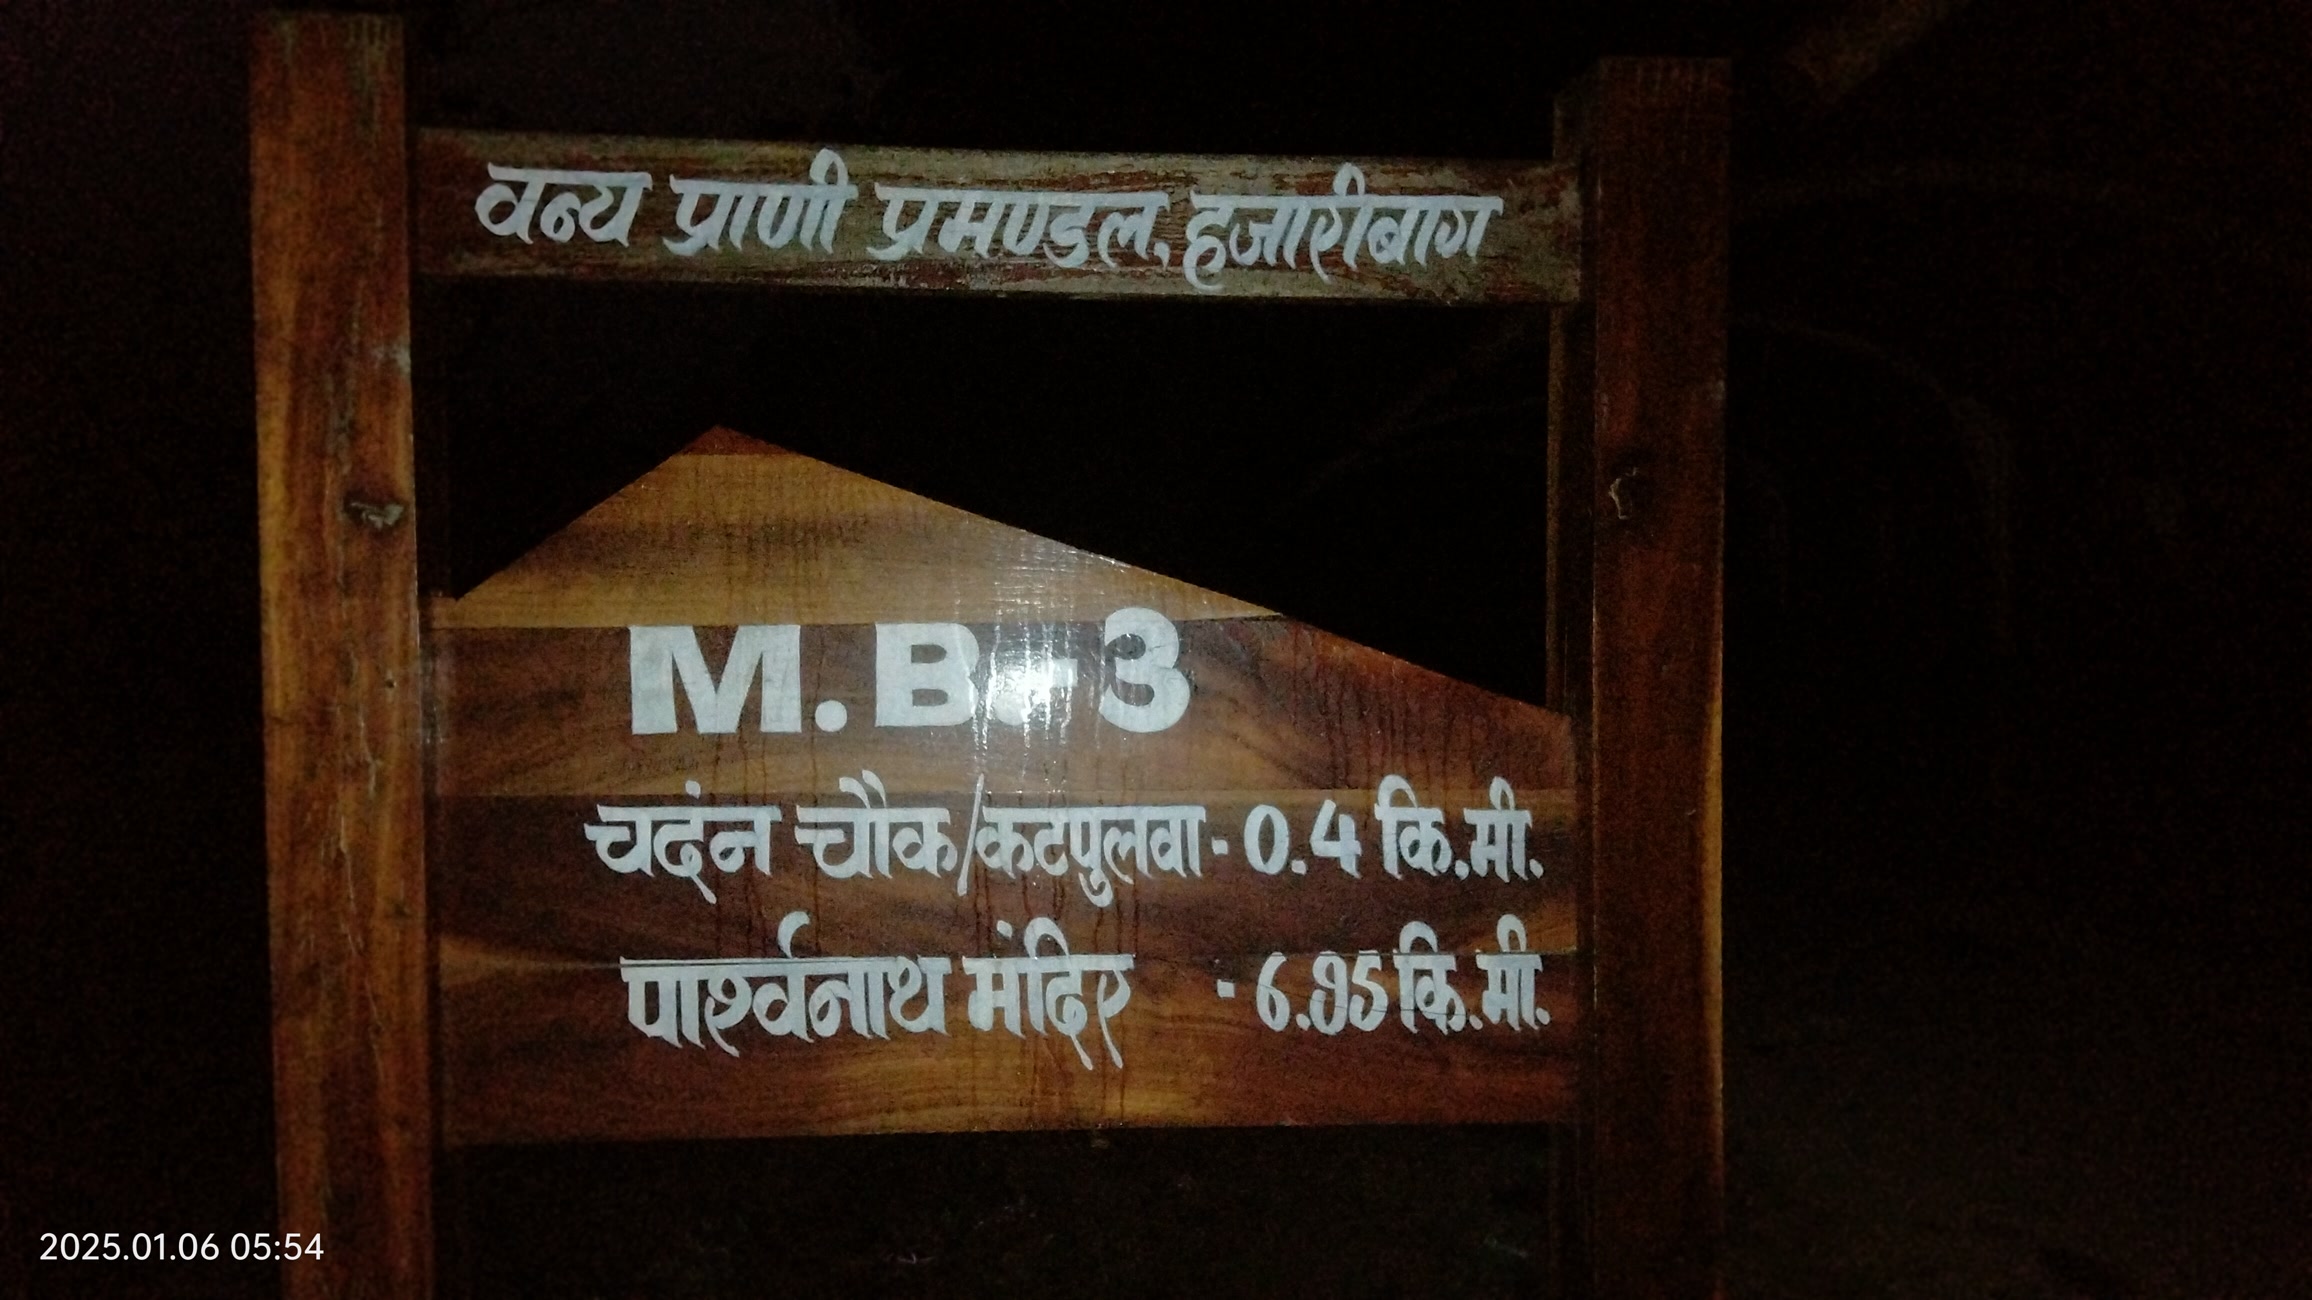 वन्य प्राणी प्रमण्डल, हजारीबाग
M.B.-3
चदंन चौक/कटपुलवा - 0.4 कि.मी.
पार्श्वनाथ मंदिर - 6.95 कि.मी.
2025.01.06 05:54